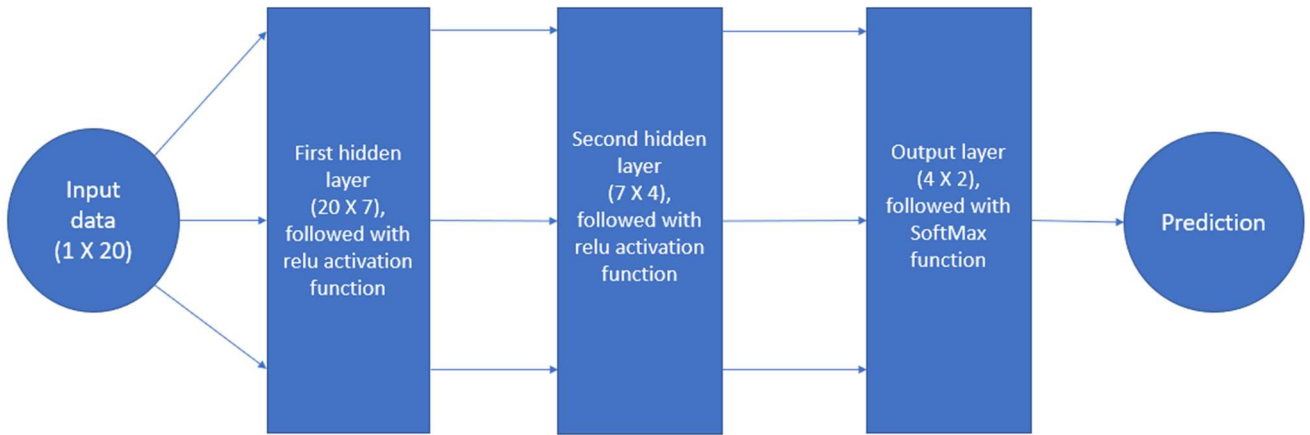 Input
data
(1 X 20)
First hidden
layer
(20 X 7),
followed with
relu activation
function
Second hidden
layer
(7 X 4),
followed with
relu activation
function
Output layer
(4 X 2),
followed with
SoftMax
function
Prediction